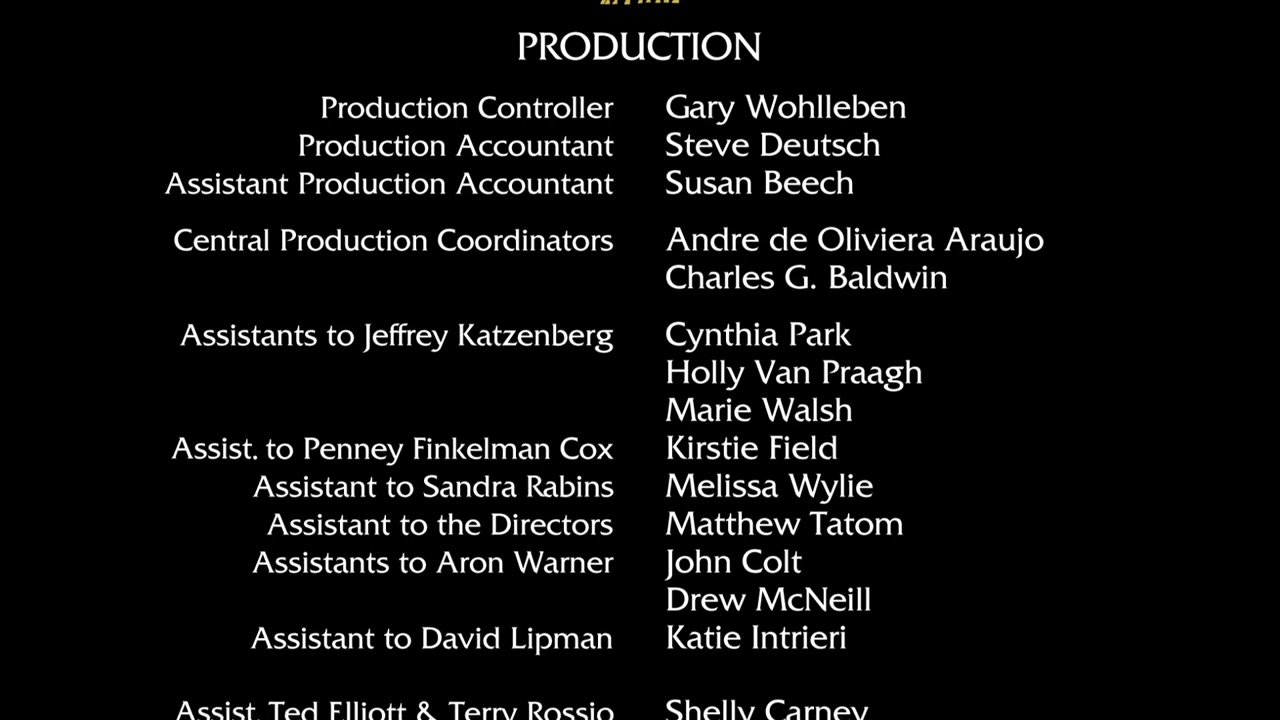 PRODUCTION
Production Controller Gary Wohlleben
Production Accountant Steve Deutsch
Assistant Production Accountant Susan Beech
Central Production Coordinators Andre de Oliviera Araujo
Charles G. Baldwin
Assistants to Jeffrey Katzenberg Cynthia Park
Holly Van Praagh
Marie Walsh
Assist. to Penney Finkelman Cox Kirstie Field
Assistant to Sandra Rabins Melissa Wylie
Assistant to the Directors Matthew Tatom
Assistants to Aron Warner John Colt
Drew McNeill
Assistant to David Lipman Katie Intrieri
Assist. Ted Elliott & Terry Rossio Shelly Carney